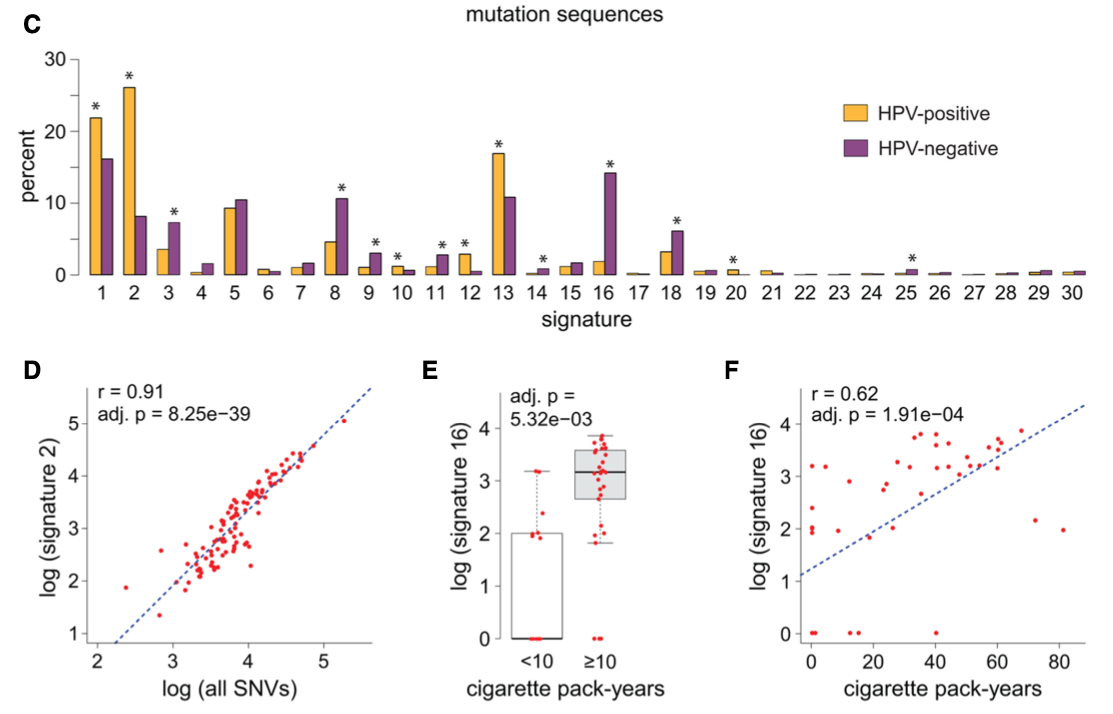 C
mutation sequences
30
20
10
0
percent
* * * * * * * * * * * * * *
HPV-positive
HPV-negative
1 2 3 4 5 6 7 8 9 10 11 12 13 14 15 16 17 18 19 20 21 22 23 24 25 26 27 28 29 30
signature
D
r = 0.91
adj. p = 8.25e−39
5
4
3
2
1
log (signature 2)
2 3 4 5
log (all SNVs)
E
adj. p =
5.32e−03
4
3
2
1
0
log (signature 16)
<10 ≥10
cigarette pack-years
F
r = 0.62
adj. p = 1.91e−04
4
3
2
1
0
log (signature 16)
0 20 40 60 80
cigarette pack-years